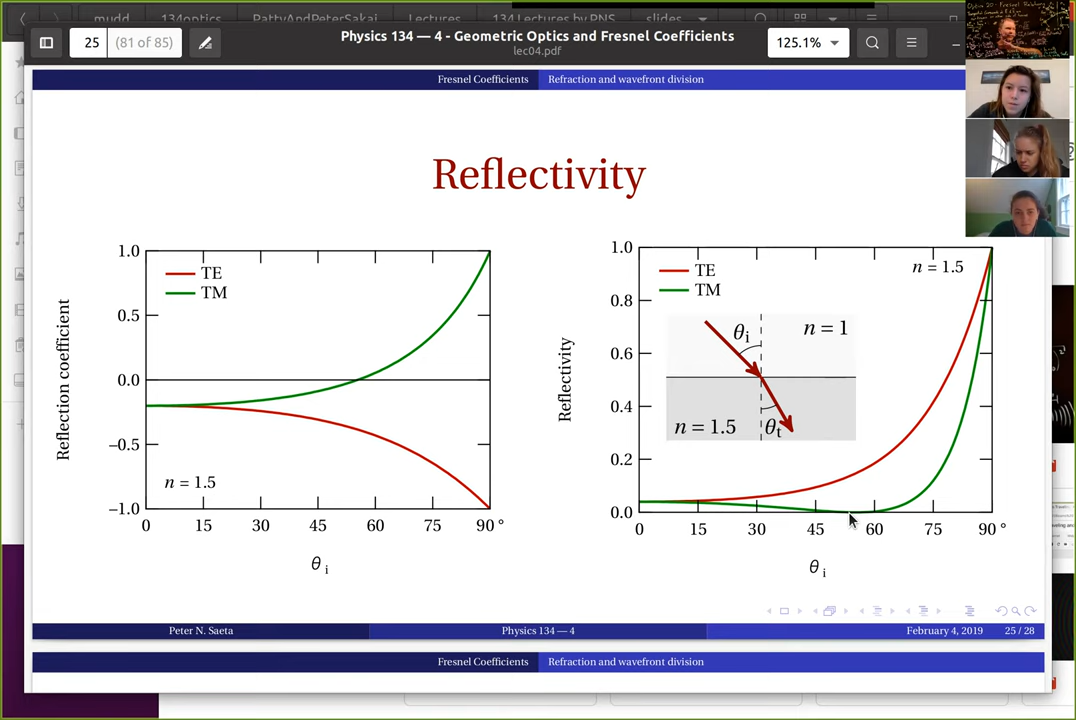 mudd 134optics PattyAndPeterSakai Lectures 134 Lectures by PNS slides
25 (81 of 85)
Physics 134 — 4 - Geometric Optics and Fresnel Coefficients
lec04.pdf
125.1%
Fresnel Coefficients Refraction and wavefront division
Reflectivity
Reflection coefficient
1.0
0.5
0.0
−0.5
−1.0
TE
TM
n = 1.5
0 15 30 45 60 75 90°
θi
Reflectivity
1.0
0.8
0.6
0.4
0.2
0.0
TE
TM
n = 1.5
θi
n = 1
n = 1.5
θt
0 15 30 45 60 75 90°
θi
Peter N. Saeta Physics 134 — 4 February 4, 2019 25 / 28
Fresnel Coefficients Refraction and wavefront division